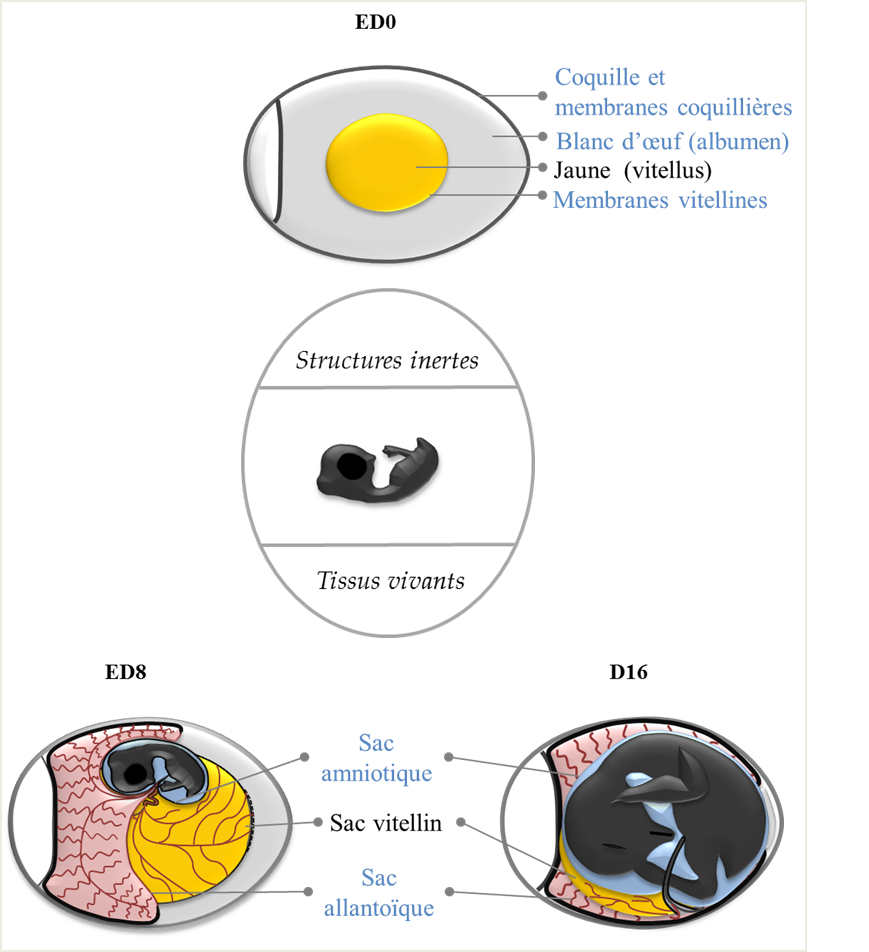 ED0
Coquille et
membranes coquillières
Blanc d’œuf (albumen)
Jaune (vitellus)
Membranes vitellines
Structures inertes
Tissus vivants
ED8
D16
Sac
amniotique
Sac vitellin
Sac
allantoïque